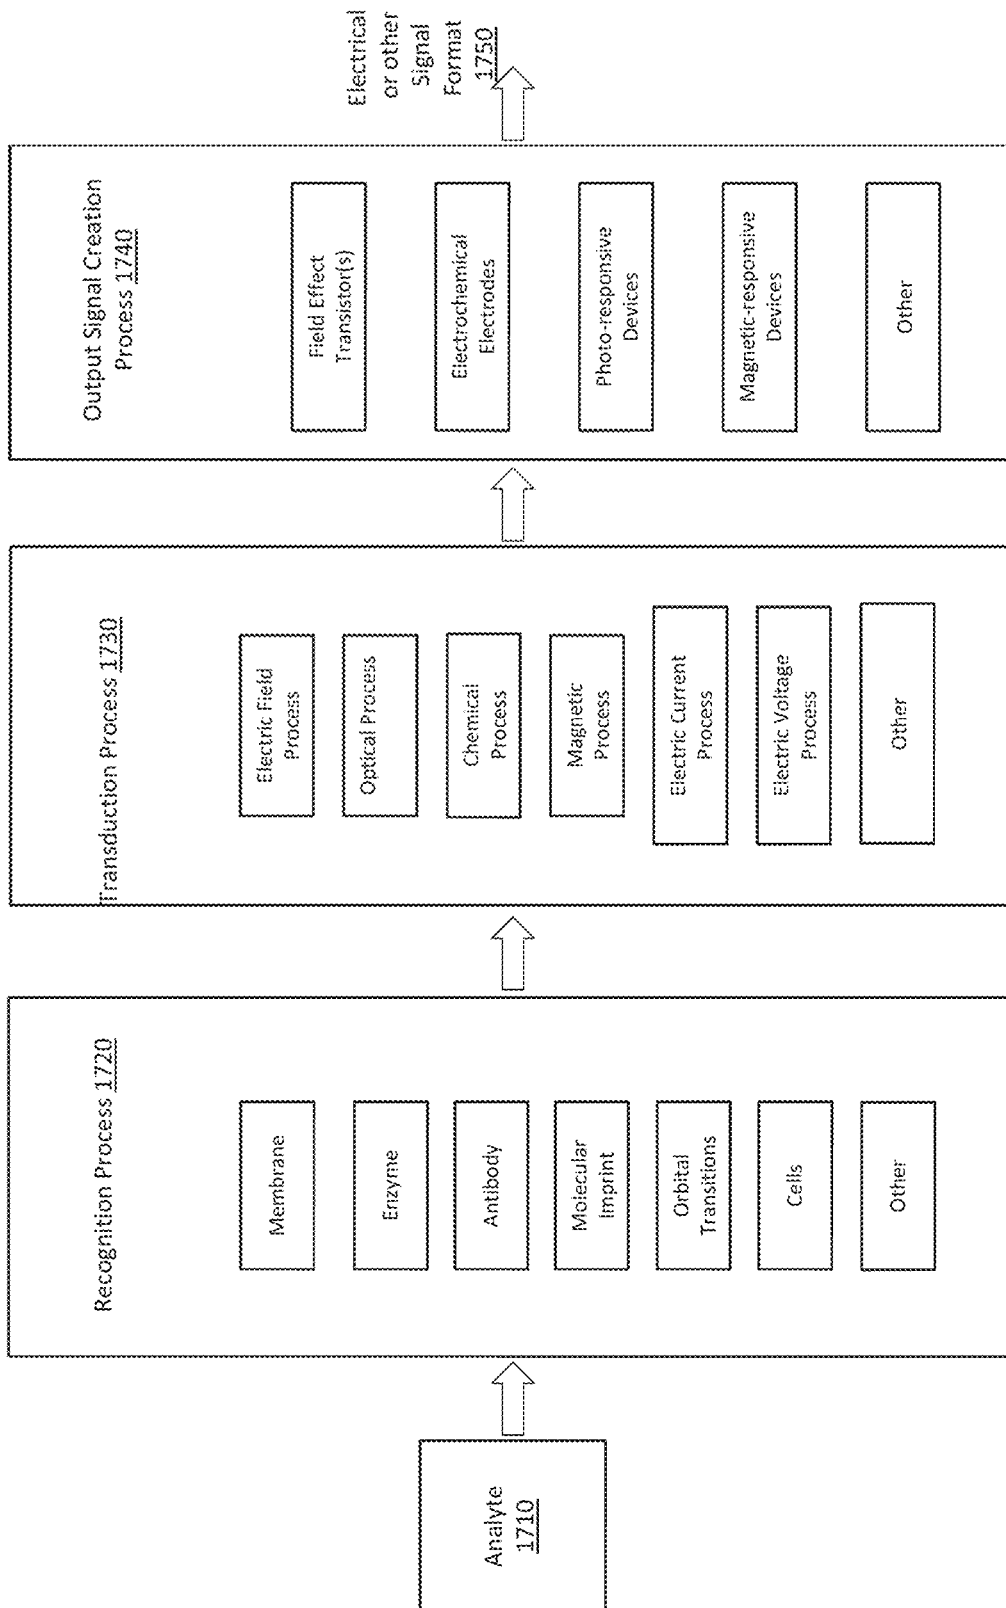 Analyte
1710
Recognition Process 1720
Membrane
Enzyme
Antibody
Molecular
Imprint
Orbital
Transitions
Cells
Other
Transduction Process 1730
Electric Field
Process
Optical Process
Chemical
Process
Magnetic
Process
Electric Current
Process
Electric Voltage
Process
Other
Output Signal Creation
Process 1740
Field Effect
Transistor(s)
Electrochemical
Electrodes
Photo-responsive
Devices
Magnetic-responsive
Devices
Other
Electrical
or other
Signal
Format
1750